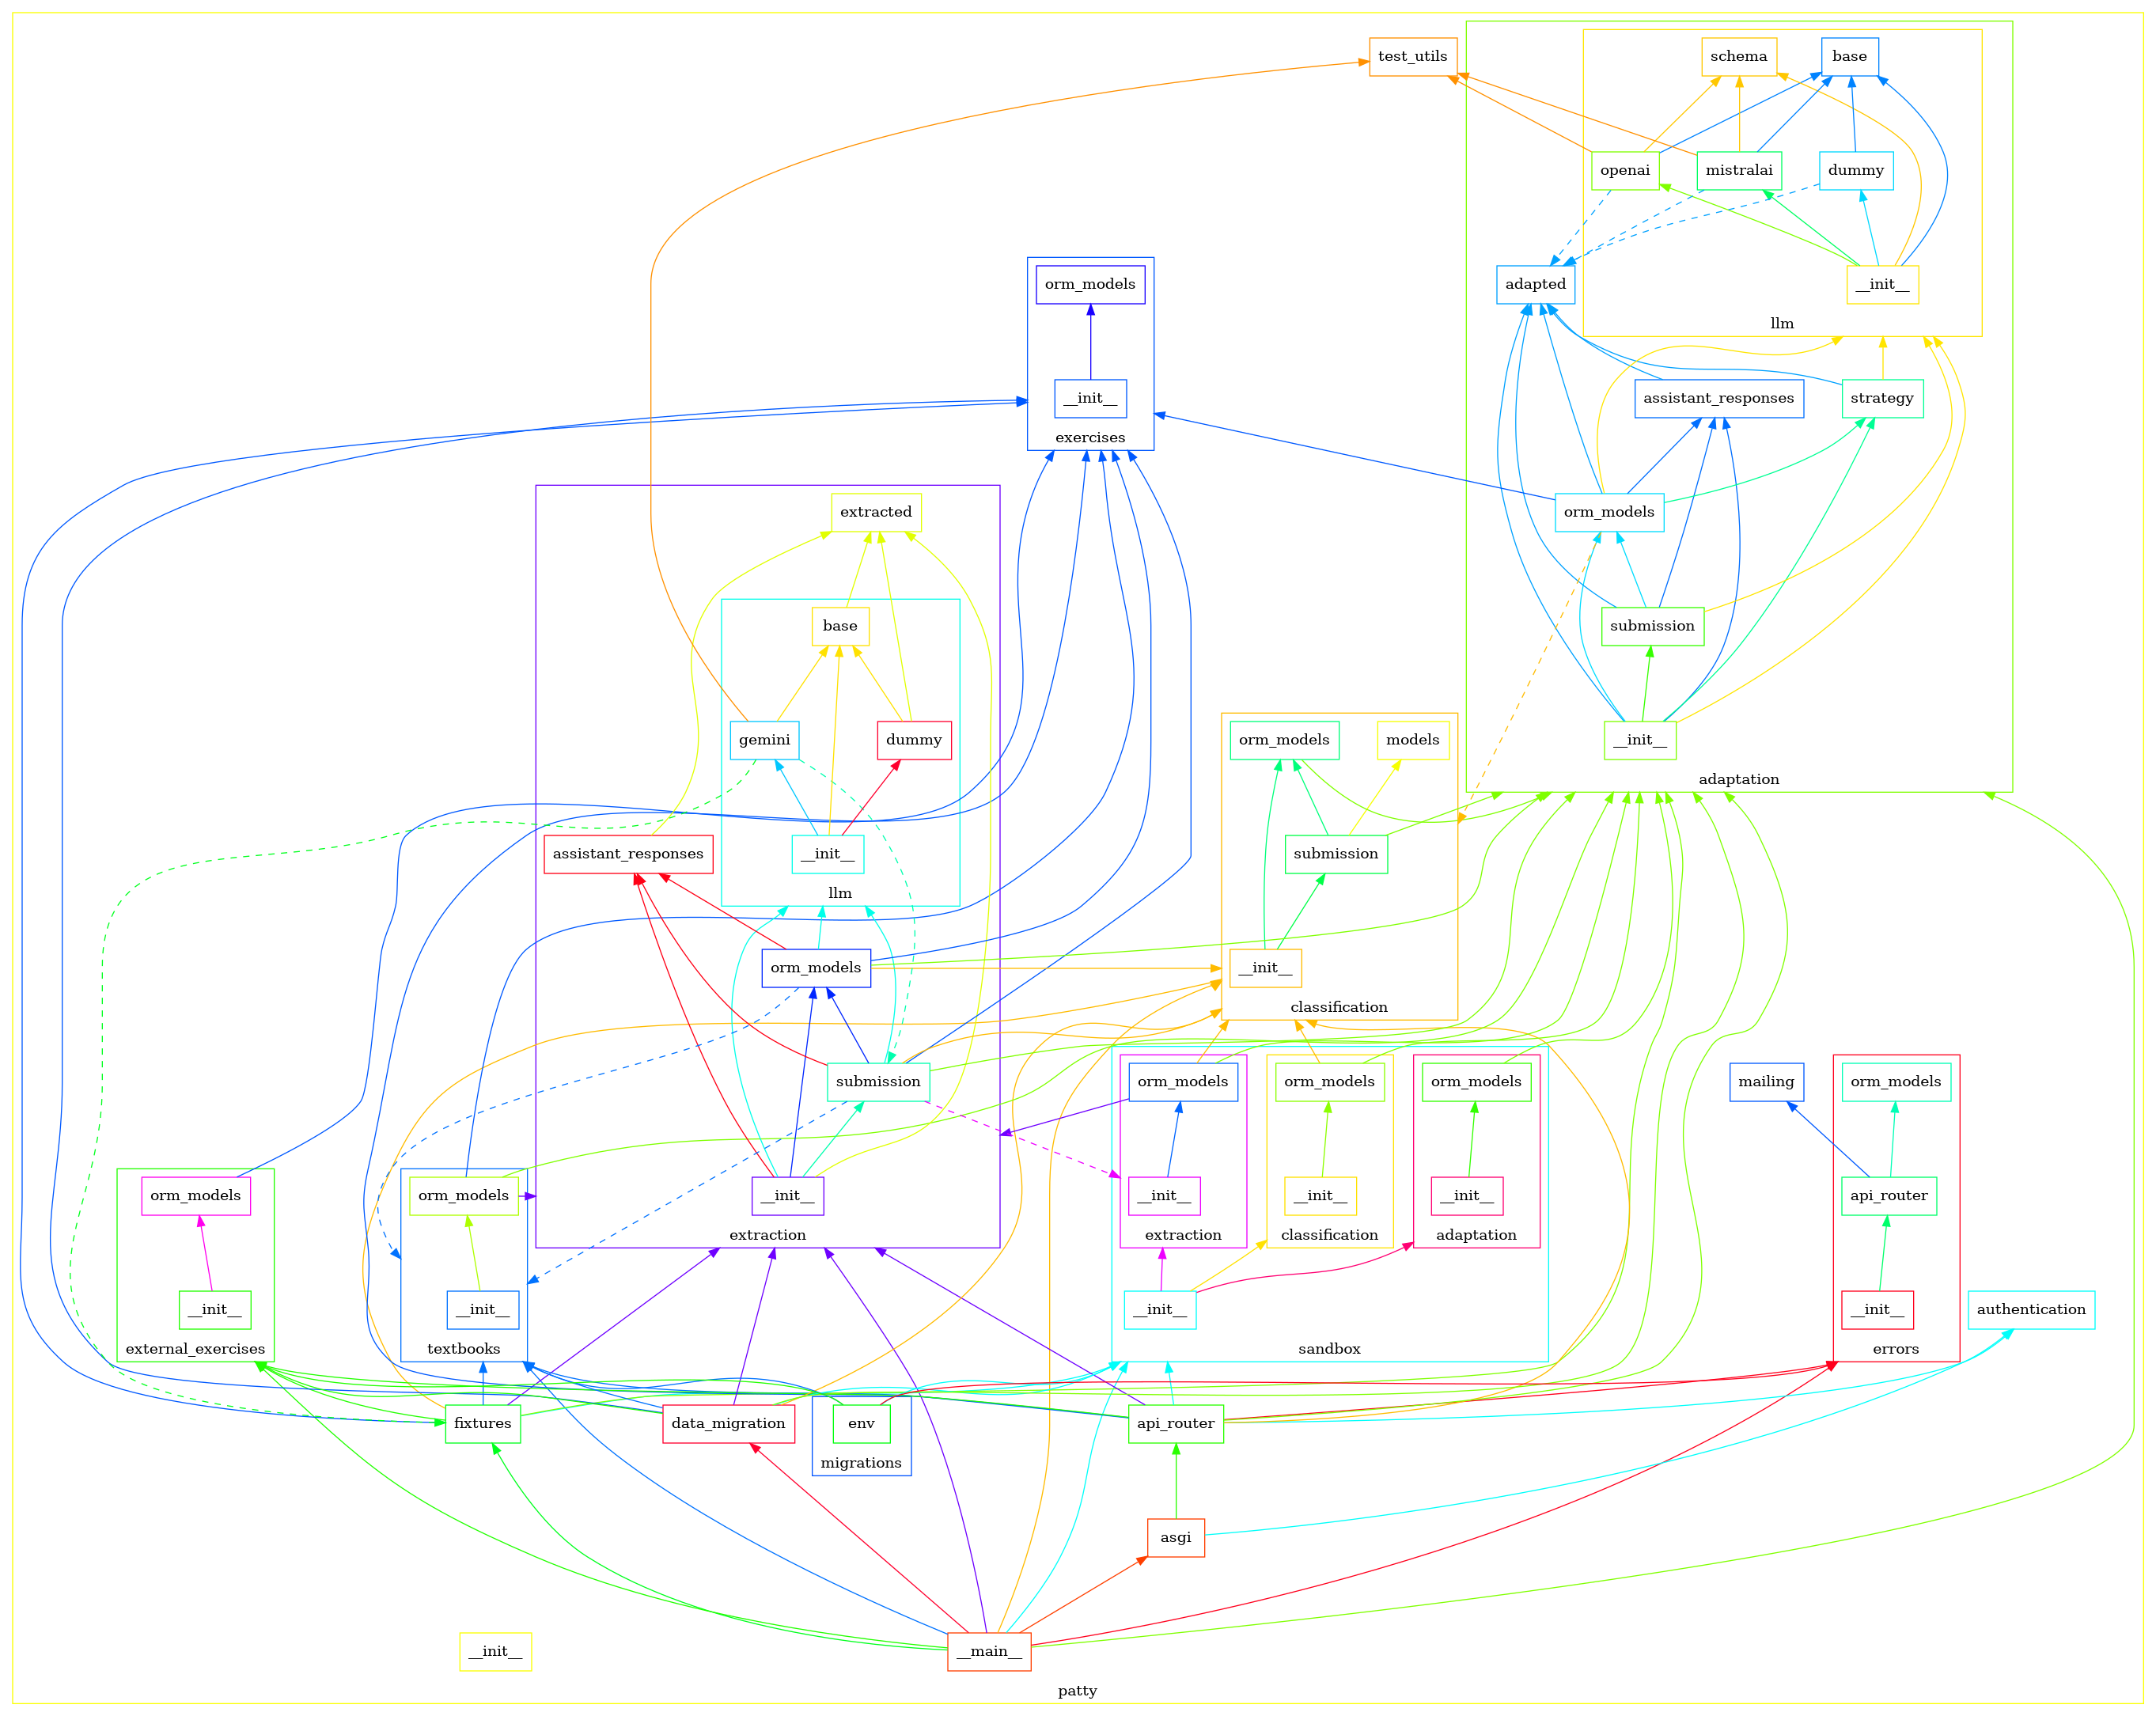 test_utils
schema
base
openai
mistralai
dummy
adapted
__init__
llm
orm_models
__init__
exercises
assistant_responses
strategy
extracted
orm_models
base
submission
gemini
dummy
orm_models
models
__init__
adaptation
assistant_responses
__init__
submission
llm
orm_models
__init__
classification
submission
orm_models
orm_models
orm_models
mailing
orm_models
orm_models
orm_models
__init__
__init__
__init__
__init__
api_router
extraction
extraction
classification
adaptation
__init__
__init__
__init__
__init__
authentication
external_exercises
textbooks
sandbox
errors
fixtures
data_migration
env
api_router
migrations
asgi
__init__
__main__
patty